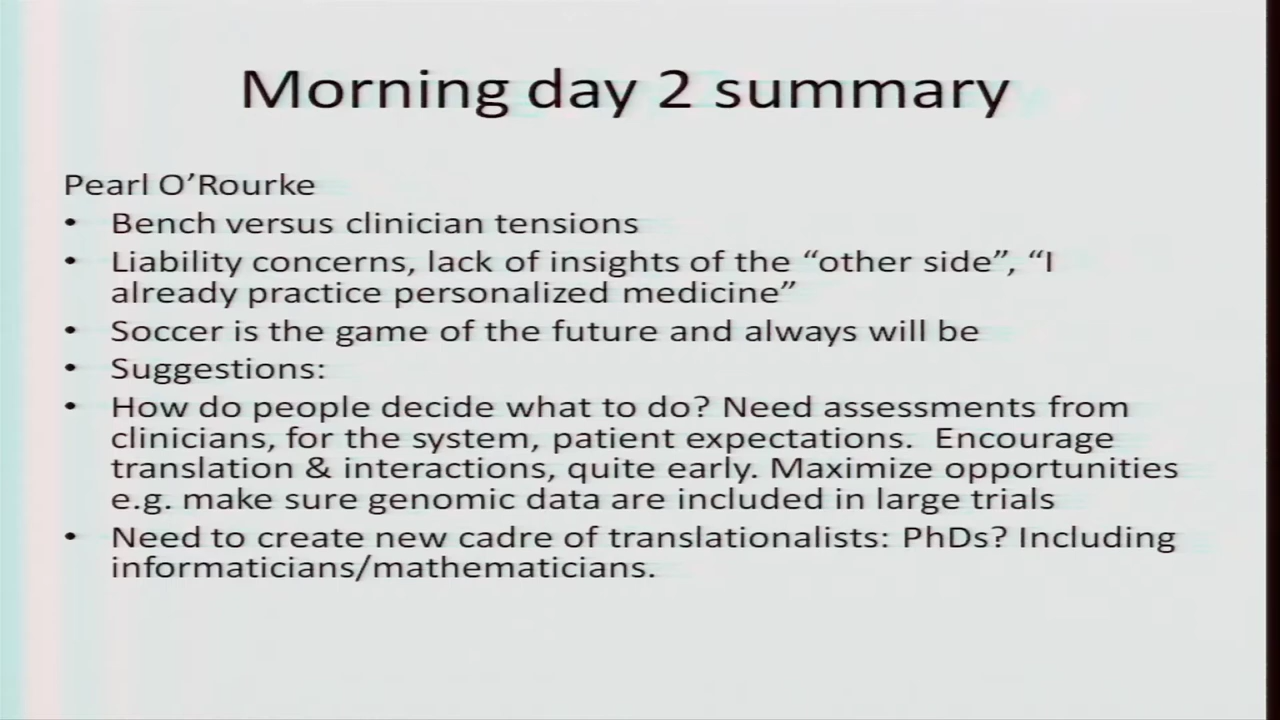 Morning day 2 summary
Pearl O’Rourke
• Bench versus clinician tensions
• Liability concerns, lack of insights of the “other side”, “I
already practice personalized medicine”
• Soccer is the game of the future and always will be
• Suggestions:
• How do people decide what to do? Need assessments from
clinicians, for the system, patient expectations.  Encourage
translation & interactions, quite early. Maximize opportunities
e.g. make sure genomic data are included in large trials
• Need to create new cadre of translationalists: PhDs? Including
informaticians/mathematicians.